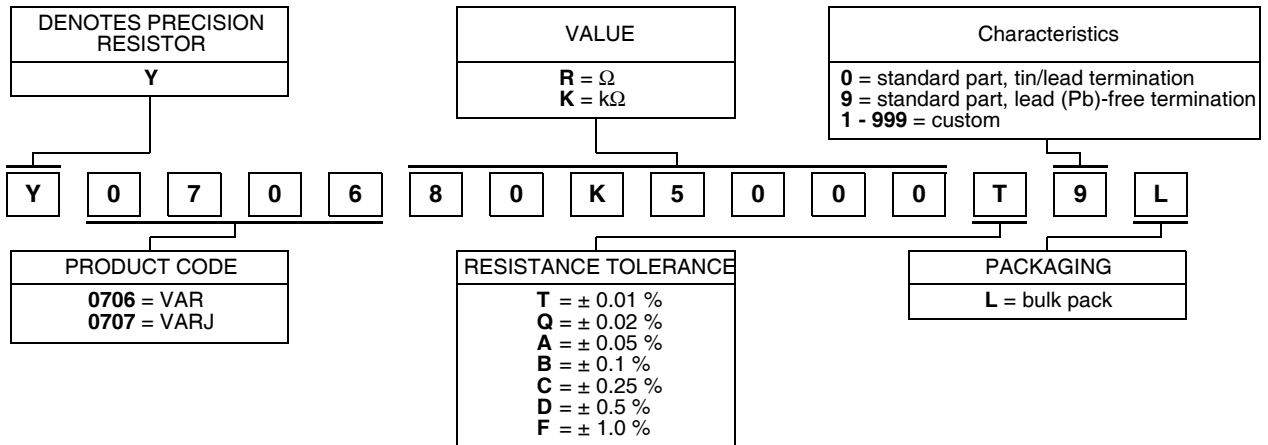 DENOTES PRECISION
RESISTOR
Y
VALUE
R = Ω
K = kΩ
Characteristics
0 = standard part, tin/lead termination
9 = standard part, lead (Pb)-free termination
1 - 999 = custom
Y 0 7 0 6 8 0 K 5 0 0 0 T 9 L
PRODUCT CODE
0706 = VAR
0707 = VARJ
RESISTANCE TOLERANCE
T = ± 0.01 %
Q = ± 0.02 %
A = ± 0.05 %
B = ± 0.1 %
C = ± 0.25 %
D = ± 0.5 %
F = ± 1.0 %
PACKAGING
L = bulk pack